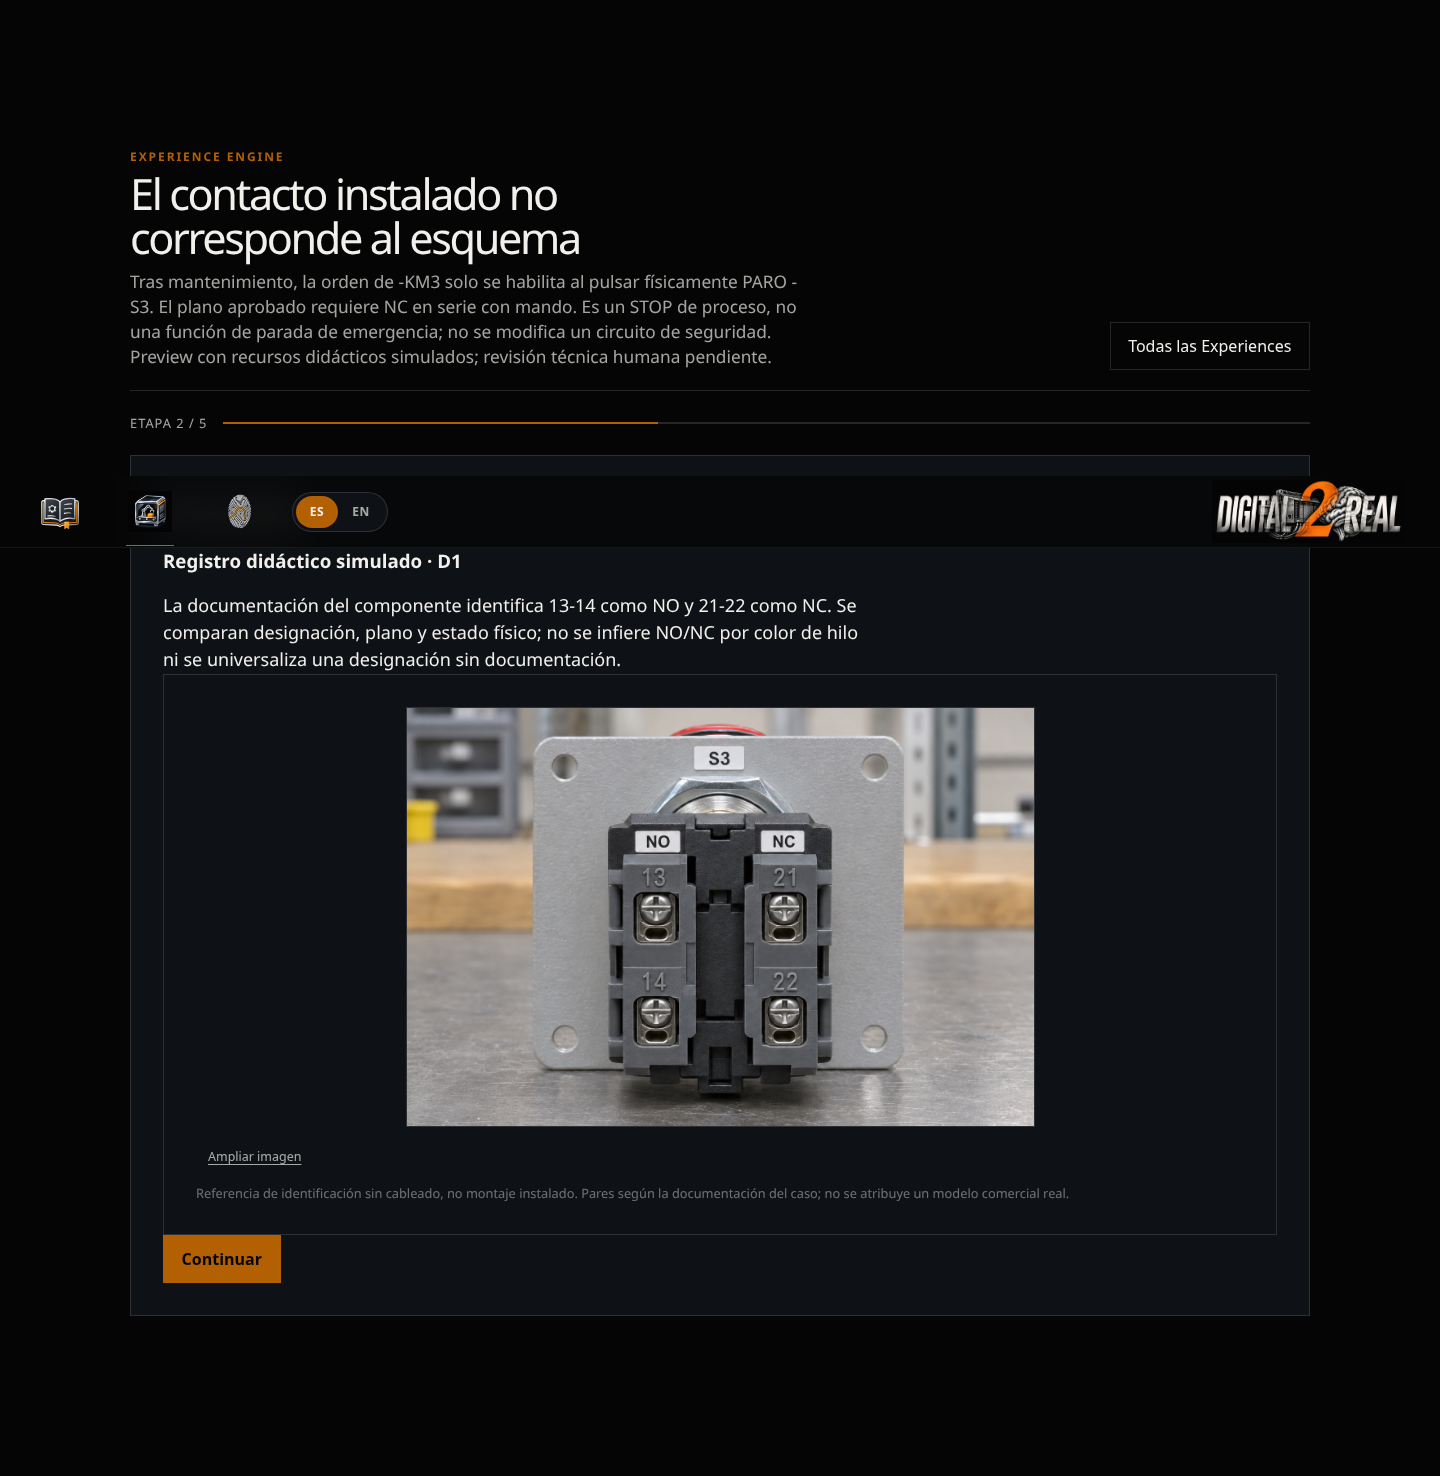 EXPERIENCE ENGINE
El contacto instalado no
corresponde al esquema
Tras mantenimiento, la orden de -KM3 solo se habilita al pulsar físicamente PARO -
S3. El plano aprobado requiere NC en serie con mando. Es un STOP de proceso, no
una función de parada de emergencia; no se modifica un circuito de seguridad.
Preview con recursos didácticos simulados; revisión técnica humana pendiente.
Todas las Experiences
ETAPA 2 / 5
ES
EN
DIGITAL 2 REAL
Registro didáctico simulado · D1
La documentación del componente identifica 13-14 como NO y 21-22 como NC. Se
comparan designación, plano y estado físico; no se infiere NO/NC por color de hilo
ni se universaliza una designación sin documentación.
S3
NO
NC
13
21
14
22
Ampliar imagen
Referencia de identificación sin cableado, no montaje instalado. Pares según la documentación del caso; no se atribuye un modelo comercial real.
Continuar